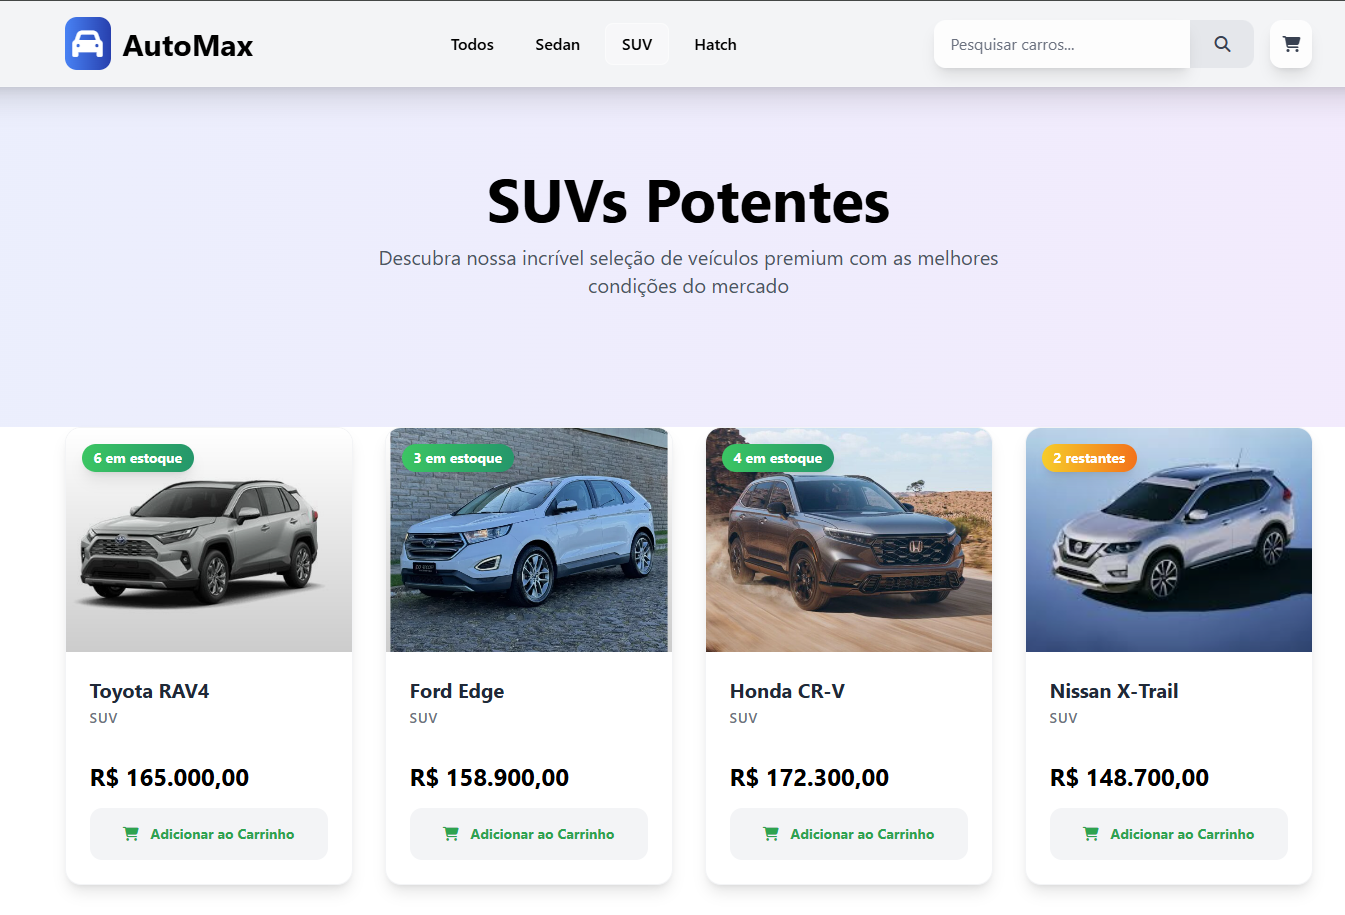 AutoMax
Todos
Sedan
SUV
Hatch
Pesquisar carros...
SUVs Potentes
Descubra nossa incrível seleção de veículos premium com as melhores
condições do mercado
6 em estoque
3 em estoque
4 em estoque
2 restantes
Toyota RAV4
SUV
R$ 165.000,00
Adicionar ao Carrinho
Ford Edge
SUV
R$ 158.900,00
Adicionar ao Carrinho
Honda CR-V
SUV
R$ 172.300,00
Adicionar ao Carrinho
Nissan X-Trail
SUV
R$ 148.700,00
Adicionar ao Carrinho